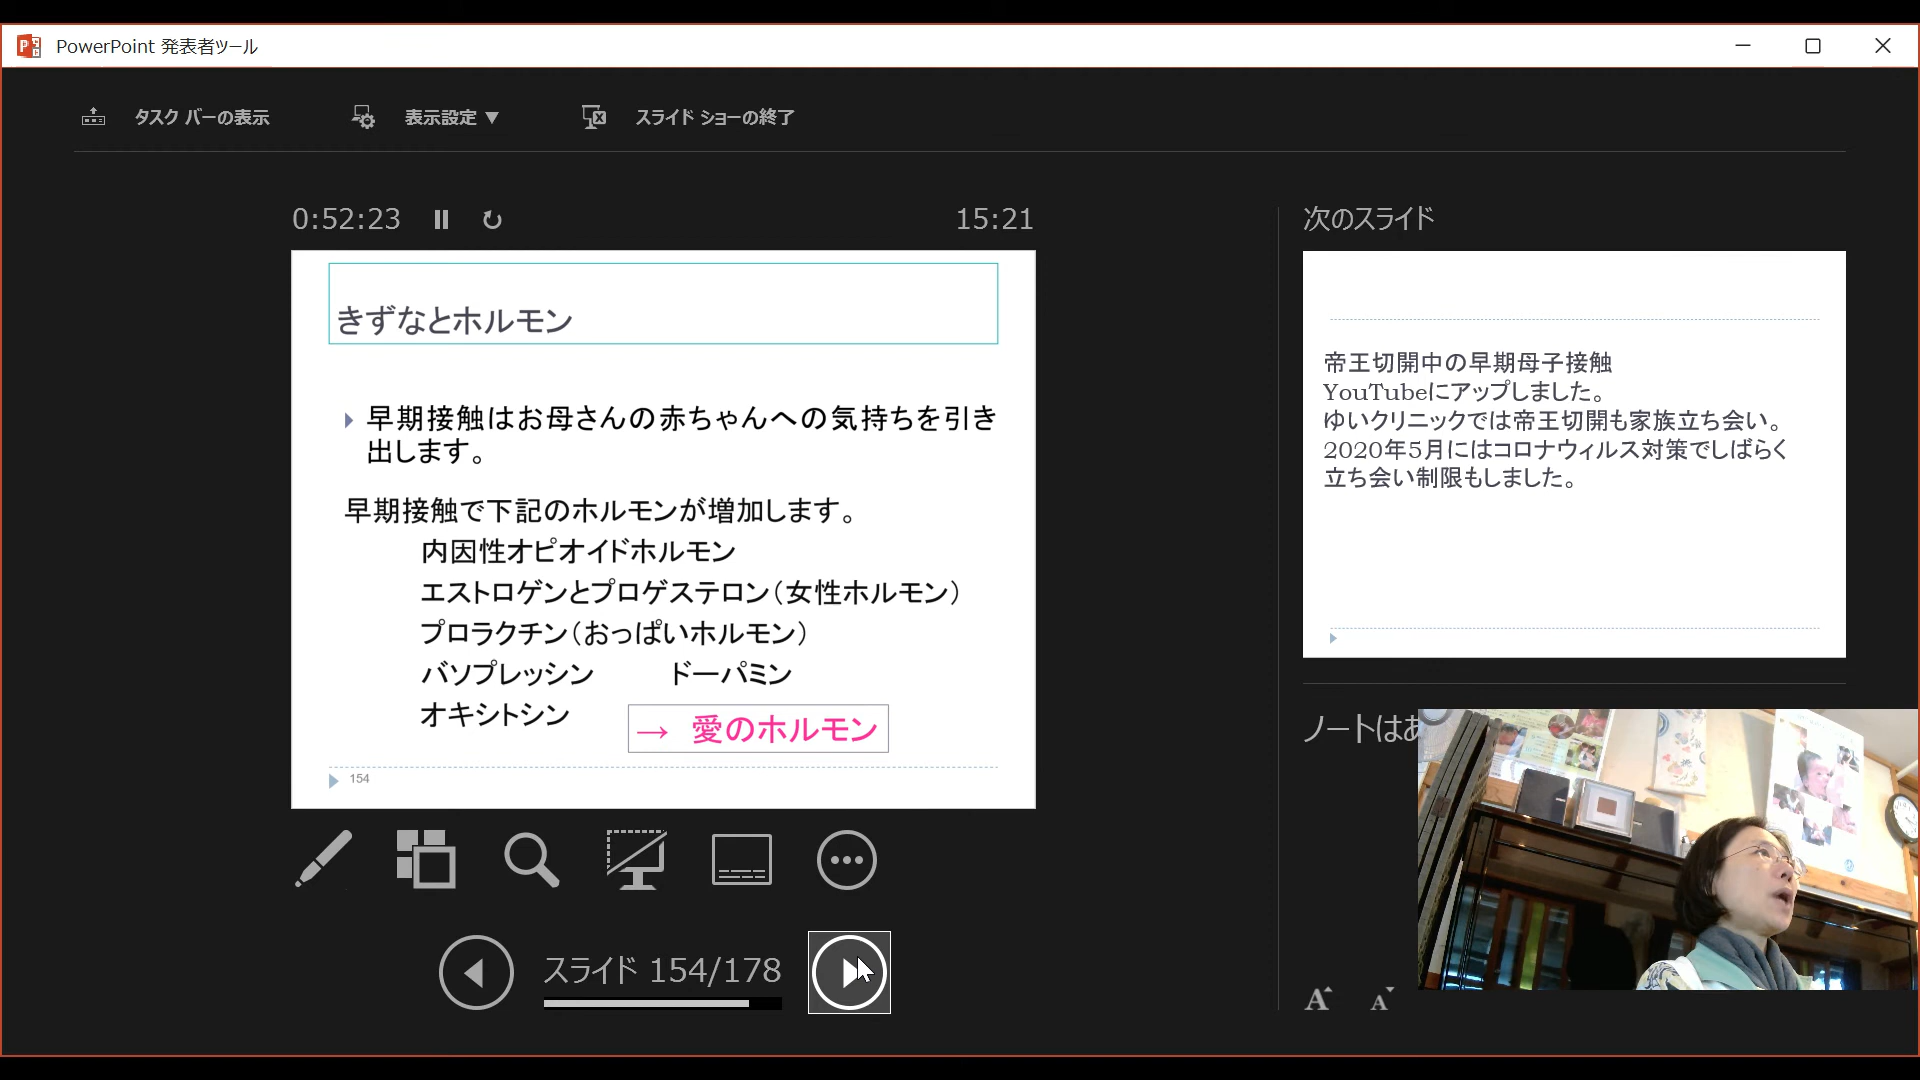 PowerPoint 発表者ツール
タスク バーの表示
表示設定 ▼
スライド ショーの終了
0:52:23
15:21
きずなとホルモン
早期接触はお母さんの赤ちゃんへの気持ちを引き
出します。
早期接触で下記のホルモンが増加します。
内因性オピオイドホルモン
エストロゲンとプロゲステロン（女性ホルモン）
プロラクチン（おっぱいホルモン）
バソプレッシン ドーパミン
オキシトシン
→ 愛のホルモン
154
スライド 154/178
次のスライド
帝王切開中の早期母子接触
YouTubeにアップしました。
ゆいクリニックでは帝王切開も家族立ち会い。
2020年5月にはコロナウィルス対策でしばらく
立ち会い制限もしました。
ノートはあ
A A